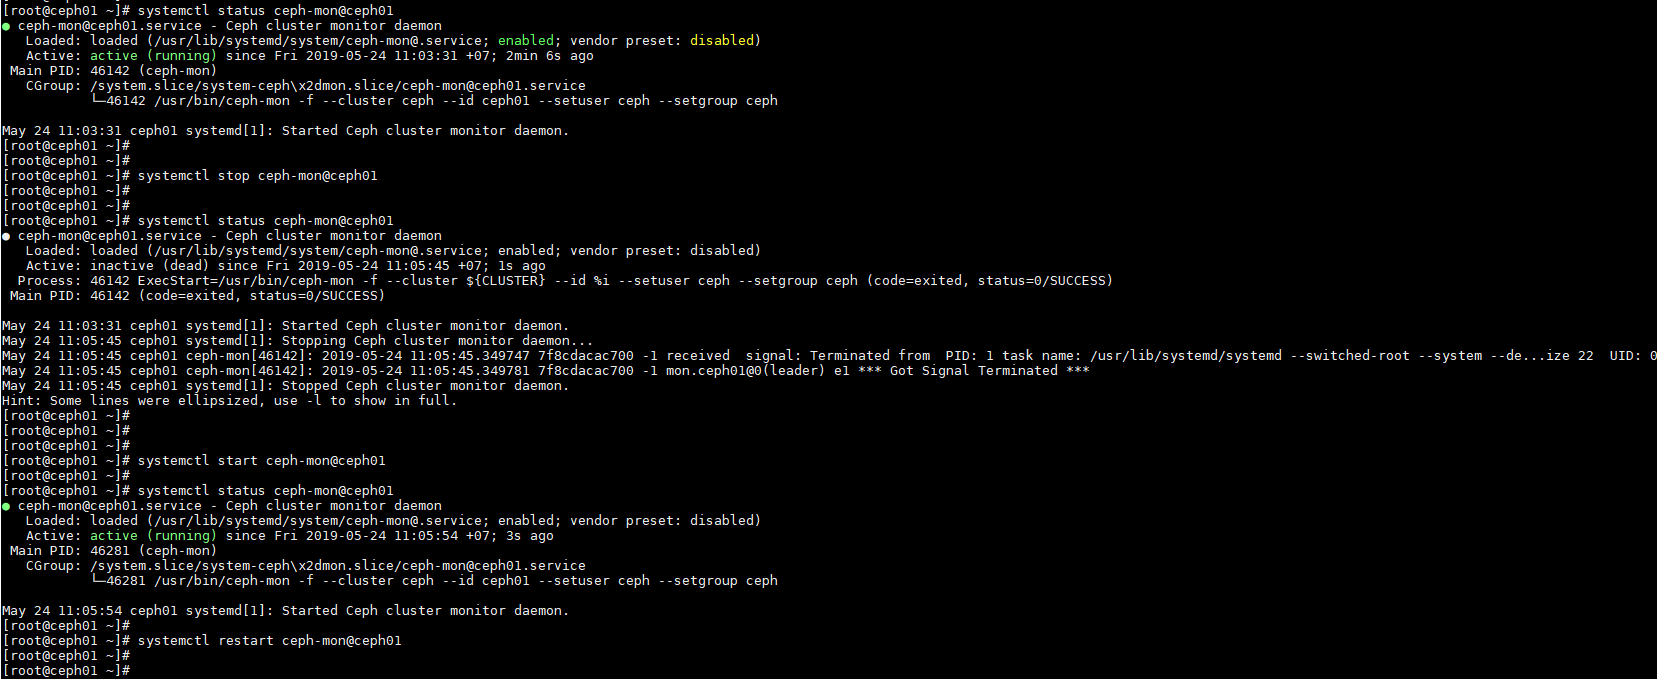 [root@ceph01 ~]# systemctl status ceph-mon@ceph01
● ceph-mon@ceph01.service - Ceph cluster monitor daemon
   Loaded: loaded (/usr/lib/systemd/system/ceph-mon@.service; enabled; vendor preset: disabled)
   Active: active (running) since Fri 2019-05-24 11:03:31 +07; 2min 6s ago
 Main PID: 46142 (ceph-mon)
   CGroup: /system.slice/system-ceph\x2dmon.slice/ceph-mon@ceph01.service
           └─46142 /usr/bin/ceph-mon -f --cluster ceph --id ceph01 --setuser ceph --setgroup ceph

May 24 11:03:31 ceph01 systemd[1]: Started Ceph cluster monitor daemon.
[root@ceph01 ~]#
[root@ceph01 ~]#
[root@ceph01 ~]# systemctl stop ceph-mon@ceph01
[root@ceph01 ~]#
[root@ceph01 ~]#
[root@ceph01 ~]# systemctl status ceph-mon@ceph01
● ceph-mon@ceph01.service - Ceph cluster monitor daemon
   Loaded: loaded (/usr/lib/systemd/system/ceph-mon@.service; enabled; vendor preset: disabled)
   Active: inactive (dead) since Fri 2019-05-24 11:05:45 +07; 1s ago
  Process: 46142 ExecStart=/usr/bin/ceph-mon -f --cluster ${CLUSTER} --id %i --setuser ceph --setgroup ceph (code=exited, status=0/SUCCESS)
 Main PID: 46142 (code=exited, status=0/SUCCESS)

May 24 11:03:31 ceph01 systemd[1]: Started Ceph cluster monitor daemon.
May 24 11:05:45 ceph01 systemd[1]: Stopping Ceph cluster monitor daemon...
May 24 11:05:45 ceph01 ceph-mon[46142]: 2019-05-24 11:05:45.349747 7f8cdacac700 -1 received  signal: Terminated from  PID: 1 task name: /usr/lib/systemd/systemd --switched-root --system --de...ize 22  UID: 0
May 24 11:05:45 ceph01 ceph-mon[46142]: 2019-05-24 11:05:45.349781 7f8cdacac700 -1 mon.ceph01@0(leader) e1 *** Got Signal Terminated ***
May 24 11:05:45 ceph01 systemd[1]: Stopped Ceph cluster monitor daemon.
Hint: Some lines were ellipsized, use -l to show in full.
[root@ceph01 ~]#
[root@ceph01 ~]#
[root@ceph01 ~]#
[root@ceph01 ~]# systemctl start ceph-mon@ceph01
[root@ceph01 ~]#
[root@ceph01 ~]# systemctl status ceph-mon@ceph01
● ceph-mon@ceph01.service - Ceph cluster monitor daemon
   Loaded: loaded (/usr/lib/systemd/system/ceph-mon@.service; enabled; vendor preset: disabled)
   Active: active (running) since Fri 2019-05-24 11:05:54 +07; 3s ago
 Main PID: 46281 (ceph-mon)
   CGroup: /system.slice/system-ceph\x2dmon.slice/ceph-mon@ceph01.service
           └─46281 /usr/bin/ceph-mon -f --cluster ceph --id ceph01 --setuser ceph --setgroup ceph

May 24 11:05:54 ceph01 systemd[1]: Started Ceph cluster monitor daemon.
[root@ceph01 ~]#
[root@ceph01 ~]# systemctl restart ceph-mon@ceph01
[root@ceph01 ~]#
[root@ceph01 ~]#